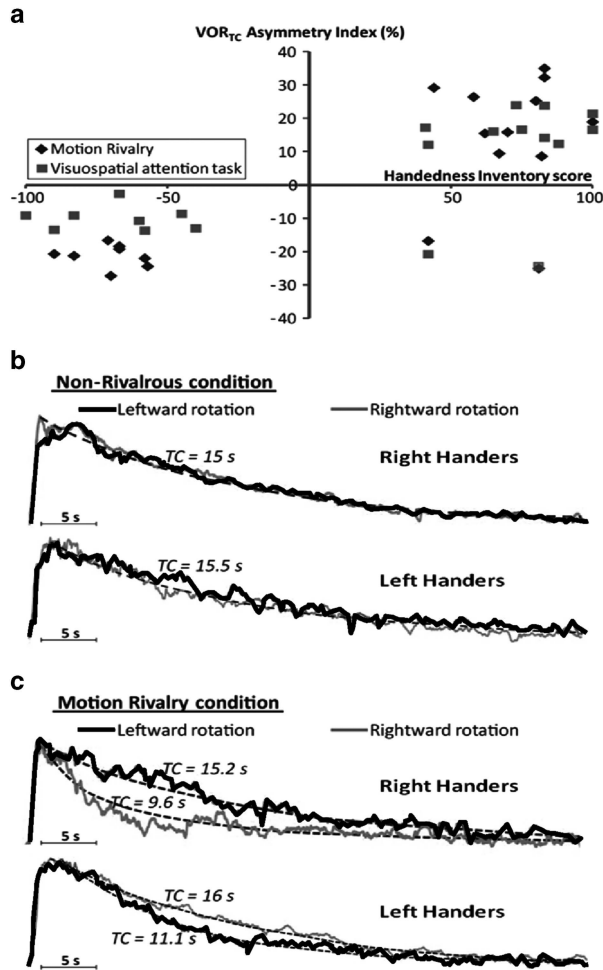 a
VOR_TC Asymmetry Index (%)
40
30
20
10
0
-10
-20
-30
-40
Motion Rivalry
Visuospatial attention task
Handedness Inventory score
-100 -50 0 50 100
b
Non-Rivalrous condition
Leftward rotation Rightward rotation
TC = 15 s
Right Handers
5 s
TC = 15.5 s
Left Handers
5 s
c
Motion Rivalry condition
Leftward rotation Rightward rotation
TC = 15.2 s
Right Handers
TC = 9.6 s
5 s
TC = 16 s
Left Handers
TC = 11.1 s
5 s